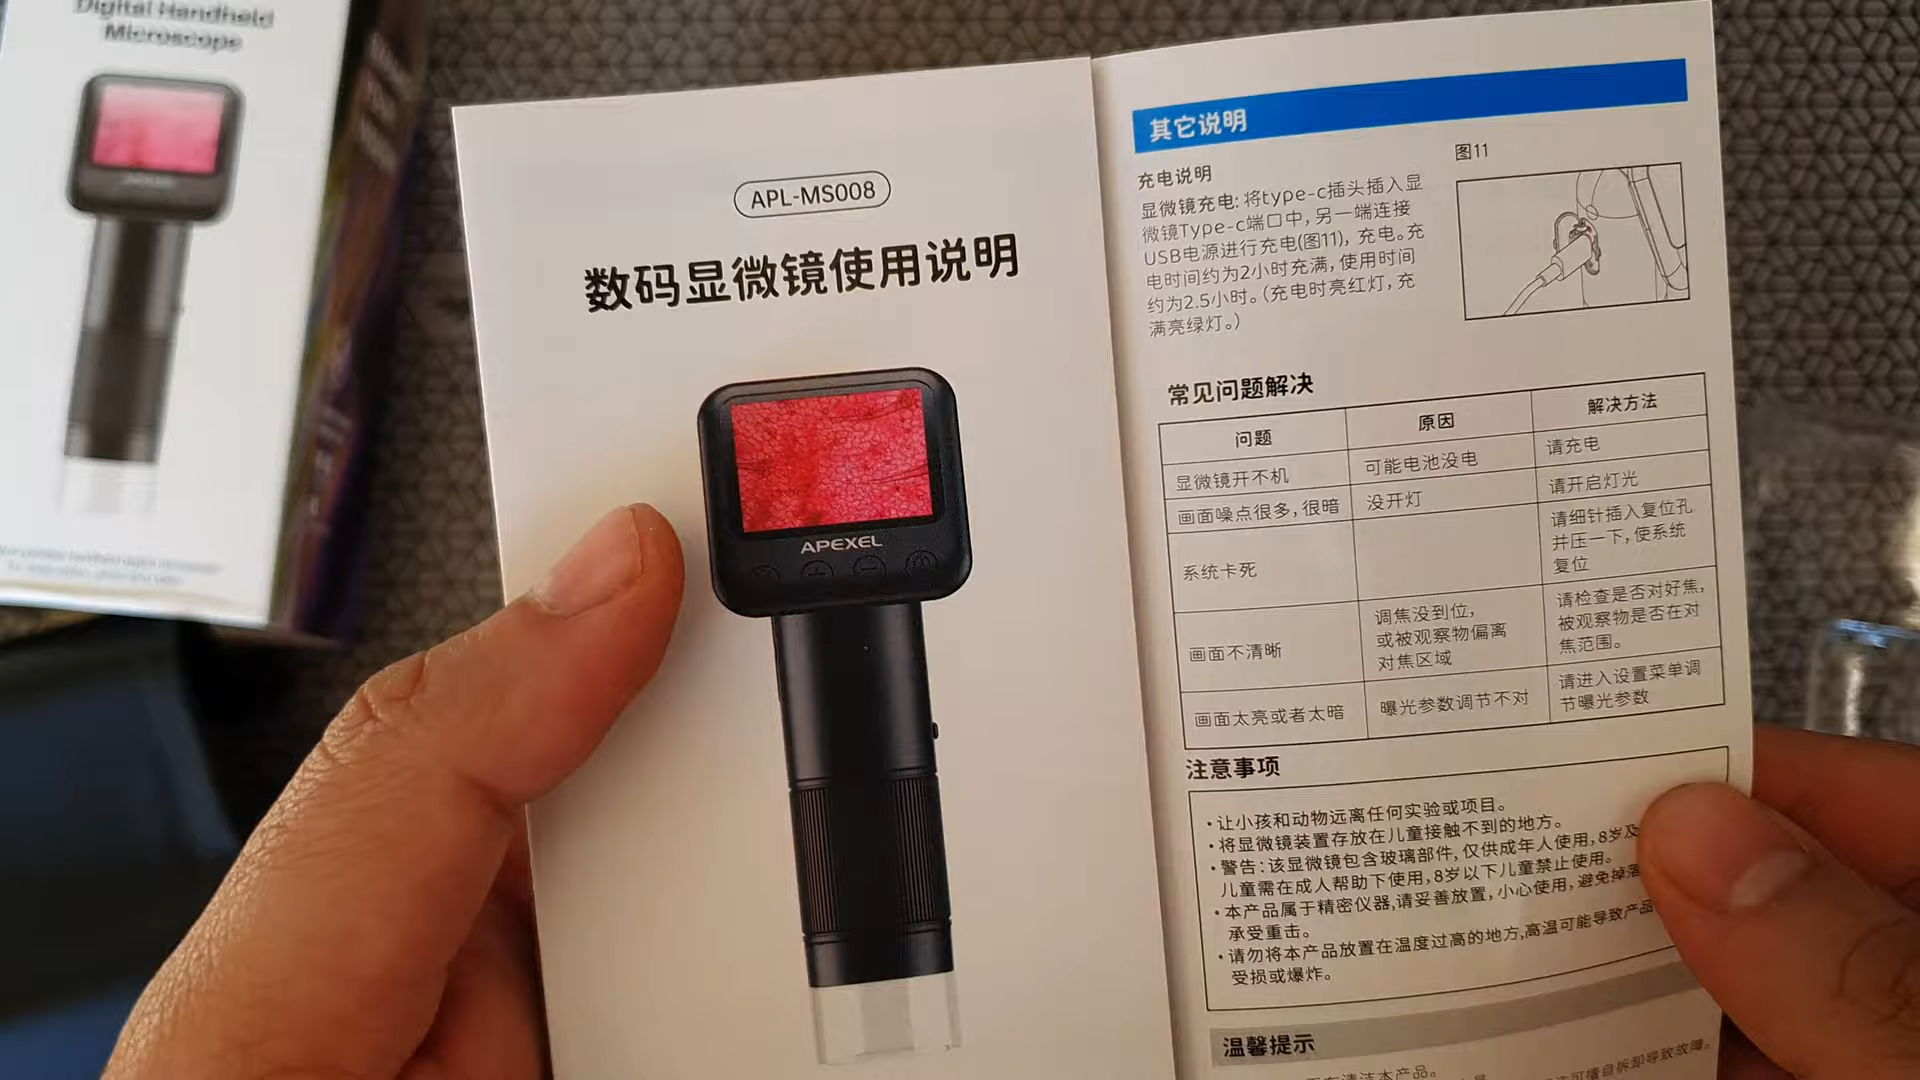 Digital Handheld
Microscope
APL-MS008
数码显微镜使用说明
APEXEL
其它说明
充电说明
图11
显微镜充电: 将type-c插头插入显
微镜Type-c端口中, 另一端连接
USB电源进行充电(图11), 充电。充
电时间约为2小时充满, 使用时间
约为2.5小时。(充电时亮红灯, 充
满亮绿灯。)
常见问题解决
问题 原因 解决方法
显微镜开不机 可能电池没电 请充电
画面噪点很多, 很暗 没开灯 请开启灯光
系统卡死
请细针插入复位孔
并压一下, 使系统
复位
画面不清晰
调焦没到位,
或被观察物偏离
对焦区域
请检查是否对好焦,
被观察物是否在对
焦范围。
画面太亮或者太暗 曝光参数调节不对
请进入设置菜单调
节曝光参数
注意事项
• 让小孩和动物远离任何实验或项目。
• 将显微镜装置存放在儿童接触不到的地方。
• 警告: 该显微镜包含玻璃部件, 仅供成年人使用, 8岁及
儿童需在成人帮助下使用, 8岁以下儿童禁止使用。
• 本产品属于精密仪器,请妥善放置, 小心使用, 避免掉落
承受重击。
• 请勿将本产品放置在温度过高的地方,高温可能导致产品
受损或爆炸。
温馨提示
清洁本产品。
可擅自拆卸导致故障。